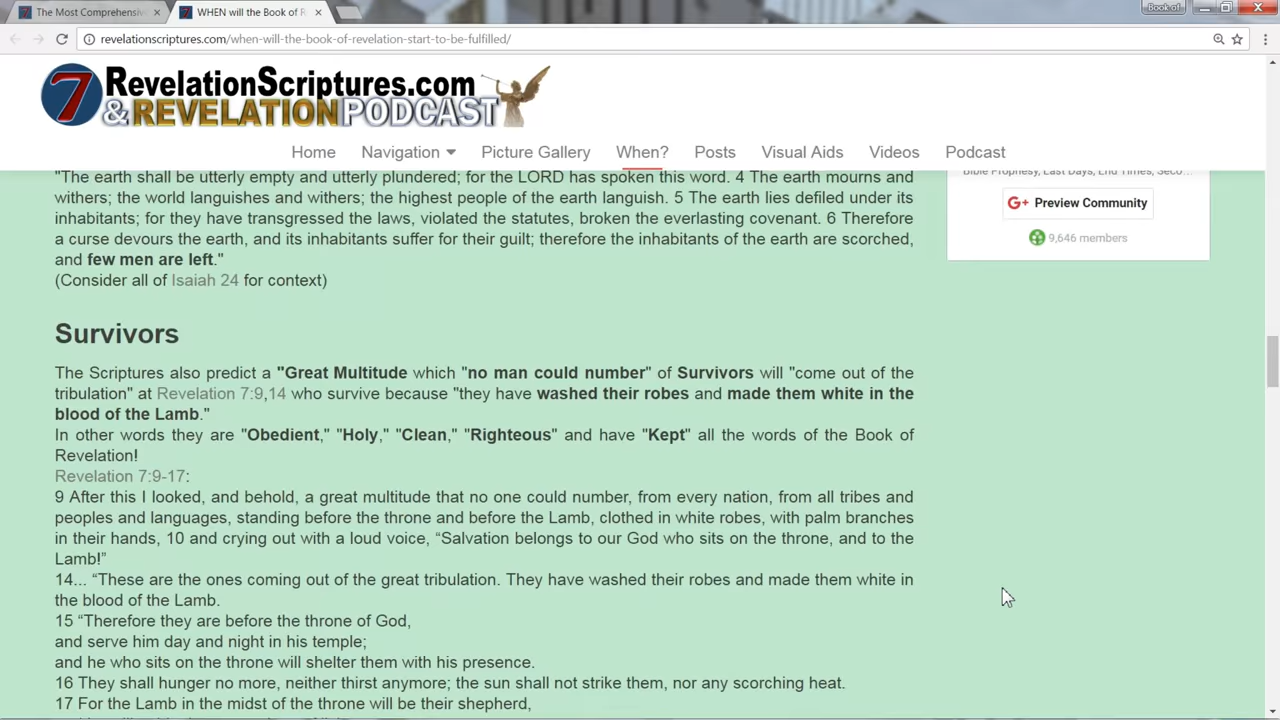 The Most Comprehensiv
WHEN will the Book of R
Book of
revelationscriptures.com/when-will-the-book-of-revelation-start-to-be-fulfilled/
7
RevelationScriptures.com
& REVELATION PODCAST
Home Navigation Picture Gallery When? Posts Visual Aids Videos Podcast
"The earth shall be utterly empty and utterly plundered; for the LORD has spoken this word. 4 The earth mourns and
withers; the world languishes and withers; the highest people of the earth languish. 5 The earth lies defiled under its
inhabitants; for they have transgressed the laws, violated the statutes, broken the everlasting covenant. 6 Therefore
a curse devours the earth, and its inhabitants suffer for their guilt; therefore the inhabitants of the earth are scorched,
and few men are left."
(Consider all of Isaiah 24 for context)
Bible Prophesy, Last Days, End Times, Seco...
G+ Preview Community
9,646 members
Survivors
The Scriptures also predict a "Great Multitude which "no man could number" of Survivors will "come out of the
tribulation" at Revelation 7:9,14 who survive because "they have washed their robes and made them white in the
blood of the Lamb."
In other words they are "Obedient," "Holy," "Clean," "Righteous" and have "Kept" all the words of the Book of
Revelation!
Revelation 7:9-17:
9 After this I looked, and behold, a great multitude that no one could number, from every nation, from all tribes and
peoples and languages, standing before the throne and before the Lamb, clothed in white robes, with palm branches
in their hands, 10 and crying out with a loud voice, “Salvation belongs to our God who sits on the throne, and to the
Lamb!”
14... “These are the ones coming out of the great tribulation. They have washed their robes and made them white in
the blood of the Lamb.
15 “Therefore they are before the throne of God,
and serve him day and night in his temple;
and he who sits on the throne will shelter them with his presence.
16 They shall hunger no more, neither thirst anymore; the sun shall not strike them, nor any scorching heat.
17 For the Lamb in the midst of the throne will be their shepherd,